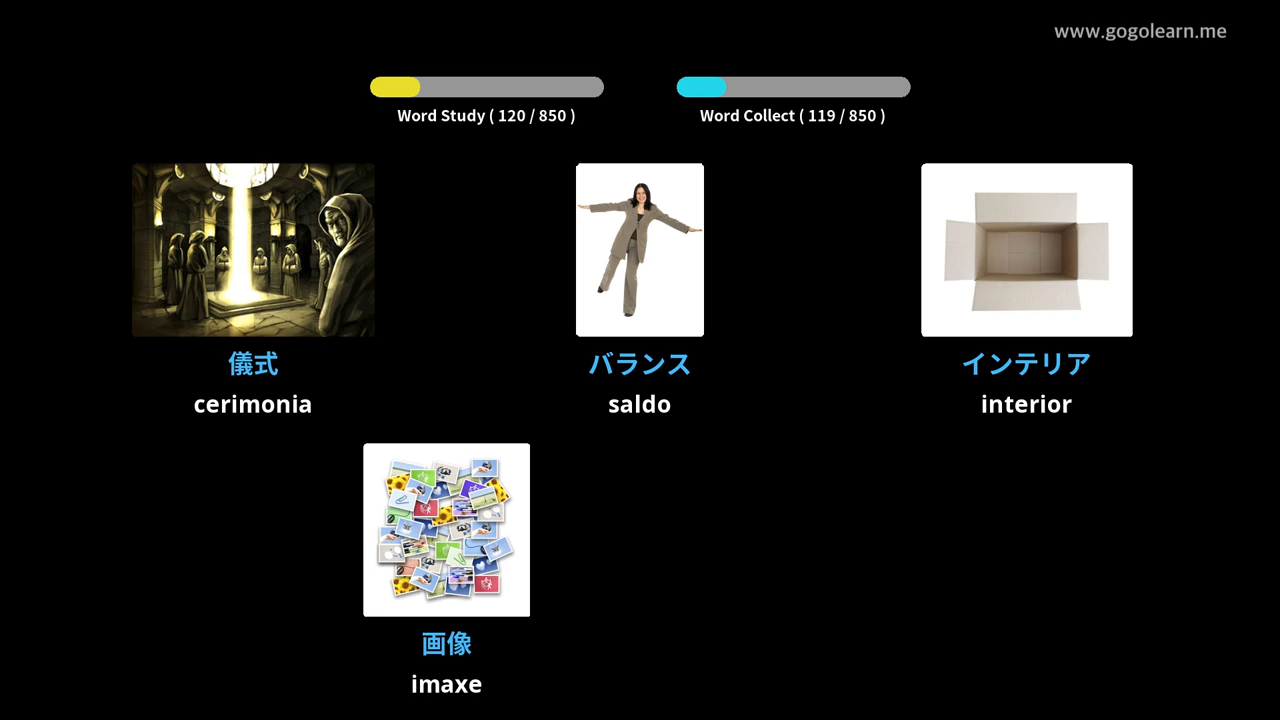 www.gogolearn.me
Word Study ( 120 / 850 )
Word Collect ( 119 / 850 )
儀式
cerimonia
バランス
saldo
インテリア
interior
画像
imaxe